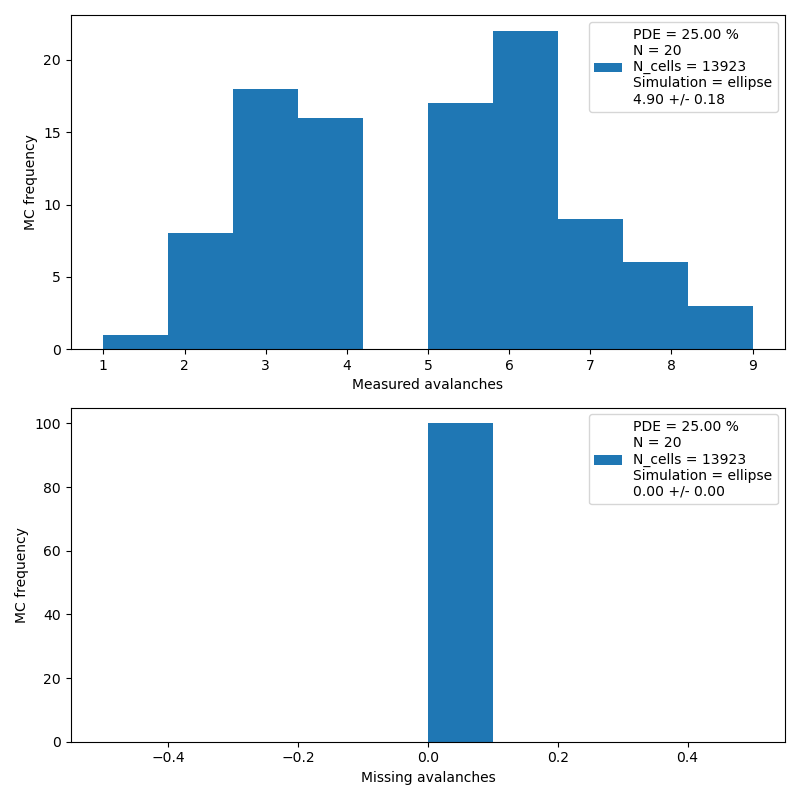 20
15
10
5
0
MC frequency
PDE = 25.00 %
N = 20
N_cells = 13923
Simulation = ellipse
4.90 +/- 0.18
1 2 3 4 5 6 7 8 9
Measured avalanches
100
80
60
40
20
0
MC frequency
PDE = 25.00 %
N = 20
N_cells = 13923
Simulation = ellipse
0.00 +/- 0.00
−0.4 −0.2 0.0 0.2 0.4
Missing avalanches